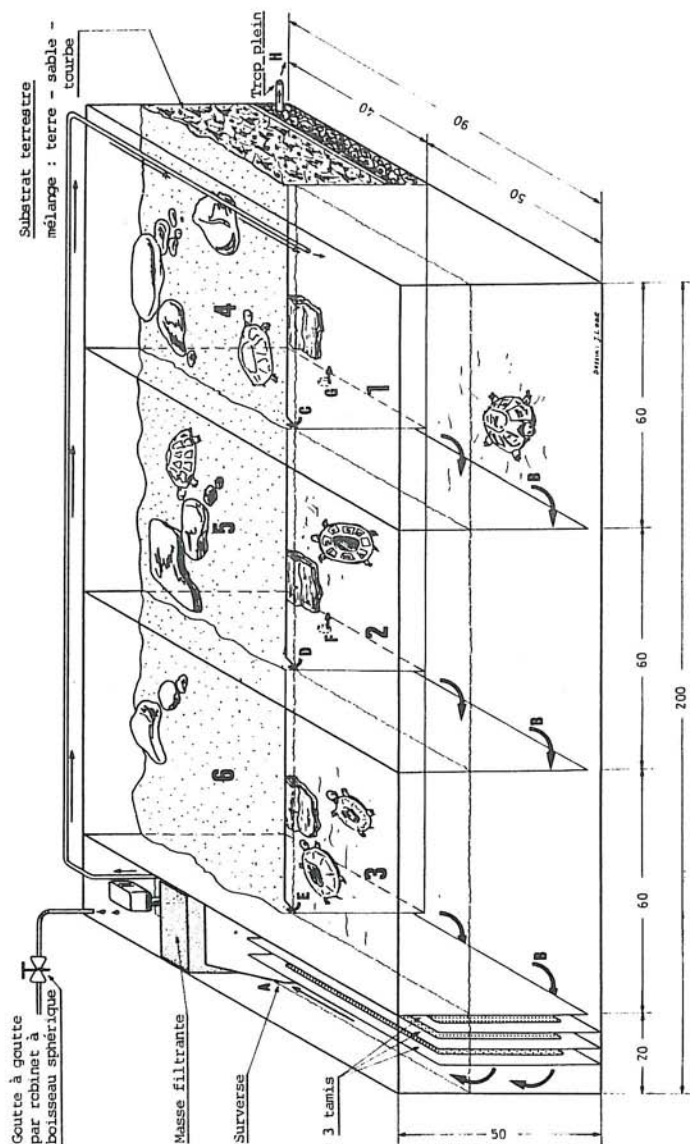 Goutte à goutte
par robinet à
boisseau sphérique
Masse filtrante
Surverse
3 tamis
Substrat terrestre
mélange : terre - sable -
tourbe
Trop plein
H
A
6
5
4
E
D
C
F
G
3
2
1
B
B
B
40
50
90
50
20
60
60
60
200